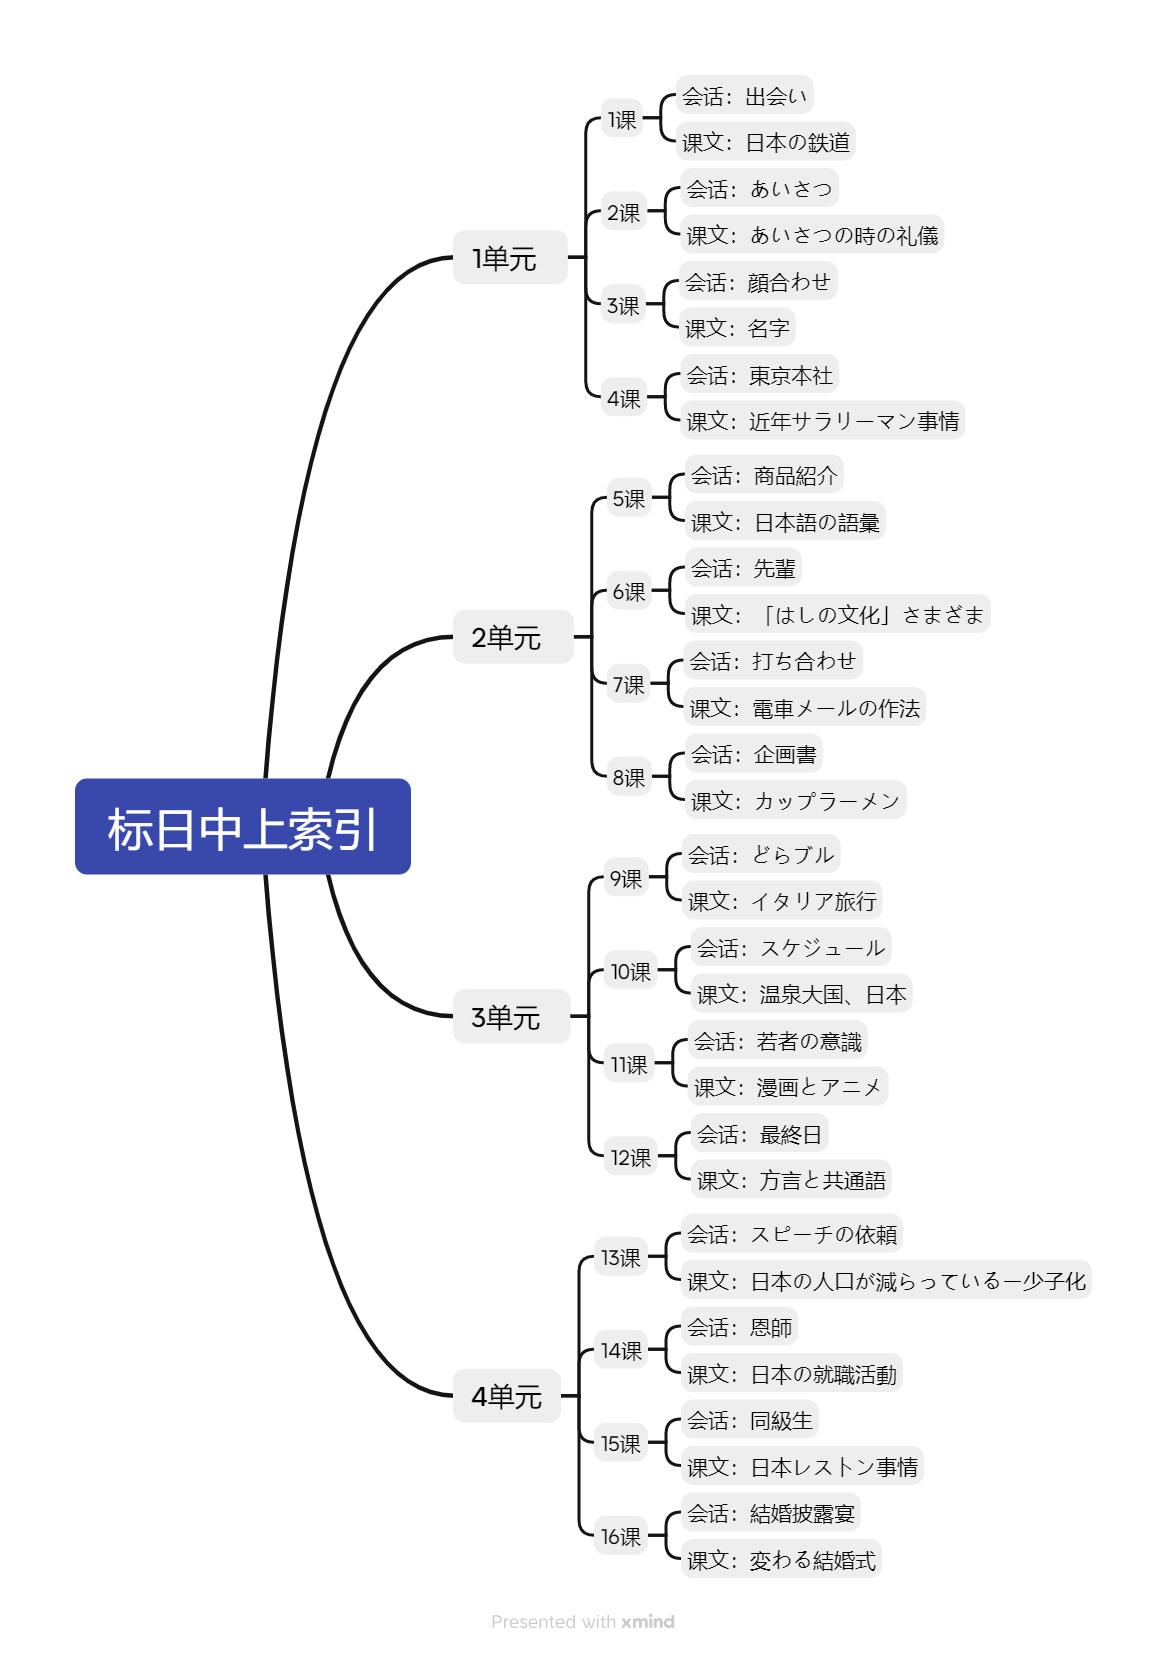 标日中上索引
1单元
1课
会话：出会い
课文：日本の鉄道
2课
会话：あいさつ
课文：あいさつの時の礼儀
3课
会话：顔合わせ
课文：名字
4课
会话：東京本社
课文：近年サラリーマン事情
2单元
5课
会话：商品紹介
课文：日本語の語彙
6课
会话：先輩
课文：「はしの文化」さまざま
7课
会话：打ち合わせ
课文：電車メールの作法
8课
会话：企画書
课文：カップラーメン
3单元
9课
会话：どらブル
课文：イタリア旅行
10课
会话：スケジュール
课文：温泉大国、日本
11课
会话：若者の意識
课文：漫画とアニメ
12课
会话：最終日
课文：方言と共通語
4单元
13课
会话：スピーチの依頼
课文：日本の人口が減らっているー少子化
14课
会话：恩師
课文：日本の就職活動
15课
会话：同級生
课文：日本レストン事情
16课
会话：結婚披露宴
课文：変わる結婚式
Presented with xmind